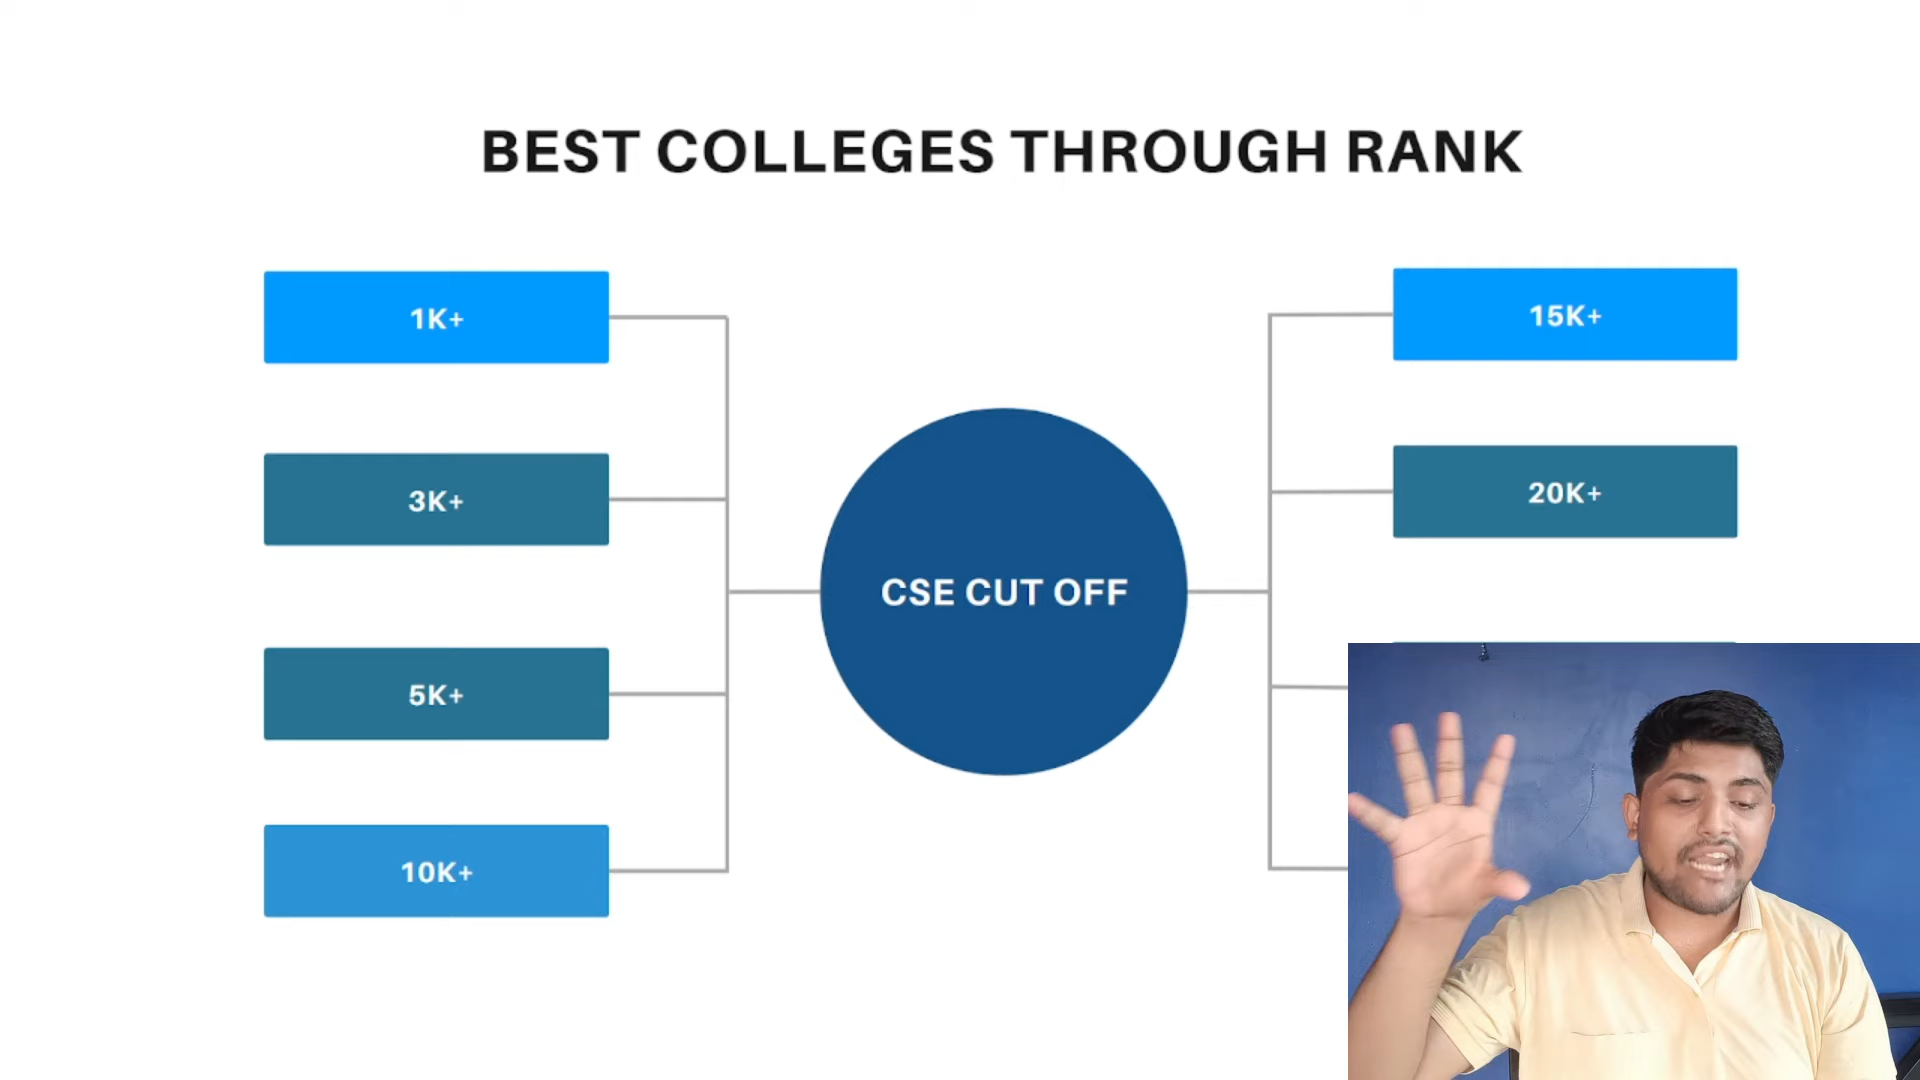 BEST COLLEGES THROUGH RANK
1K+
3K+
5K+
10K+
CSE CUT OFF
15K+
20K+